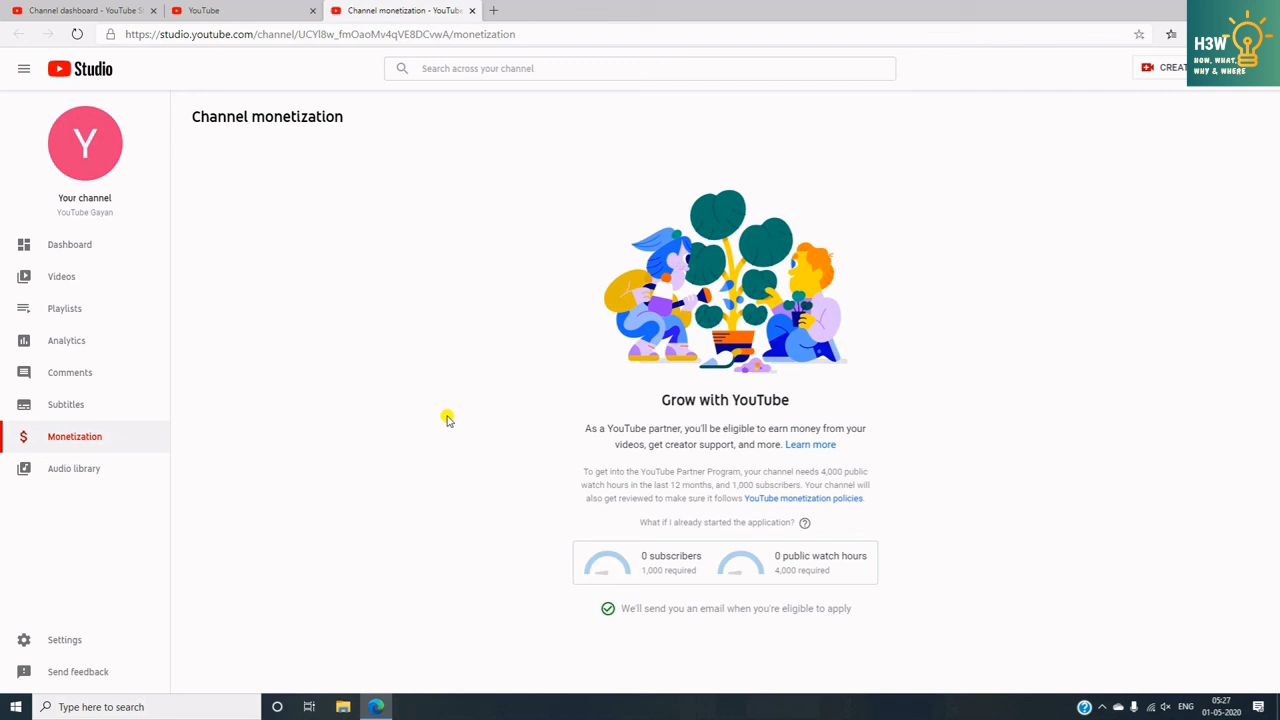 Channel dashboard - YouTube S
YouTube
Channel monetization - YouTube
https://studio.youtube.com/channel/UCYl8w_fmOaoMv4qVE8DCvwA/monetization
Studio
Search across your channel
CREAT
H3W
HOW, WHAT,
WHY & WHERE
Channel monetization
Y
Your channel
YouTube Gayan
Dashboard
Videos
Playlists
Analytics
Comments
Subtitles
Monetization
Audio library
Settings
Send feedback
Grow with YouTube
As a YouTube partner, you'll be eligible to earn money from your
videos, get creator support, and more. Learn more
To get into the YouTube Partner Program, your channel needs 4,000 public
watch hours in the last 12 months, and 1,000 subscribers. Your channel will
also get reviewed to make sure it follows YouTube monetization policies.
What if I already started the application?
0 subscribers
1,000 required
0 public watch hours
4,000 required
We'll send you an email when you're eligible to apply
Type here to search
ENG
05:27
01-05-2020